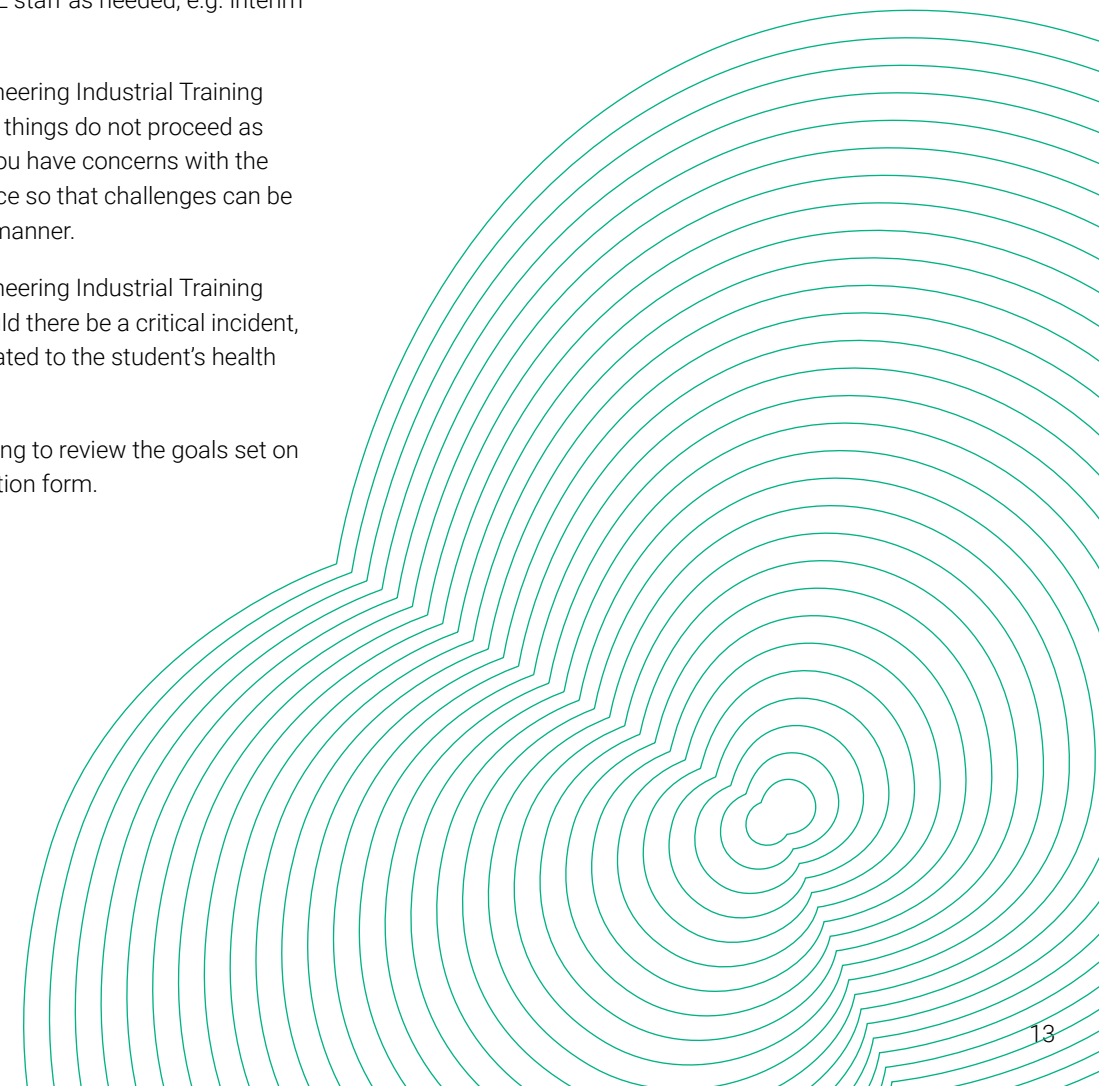 staff as needed, e.g. interim
neering Industrial Training
things do not proceed as
ou have concerns with the
ce so that challenges can be
manner.
neering Industrial Training
ld there be a critical incident,
ated to the student's health
ng to review the goals set on
tion form.
13